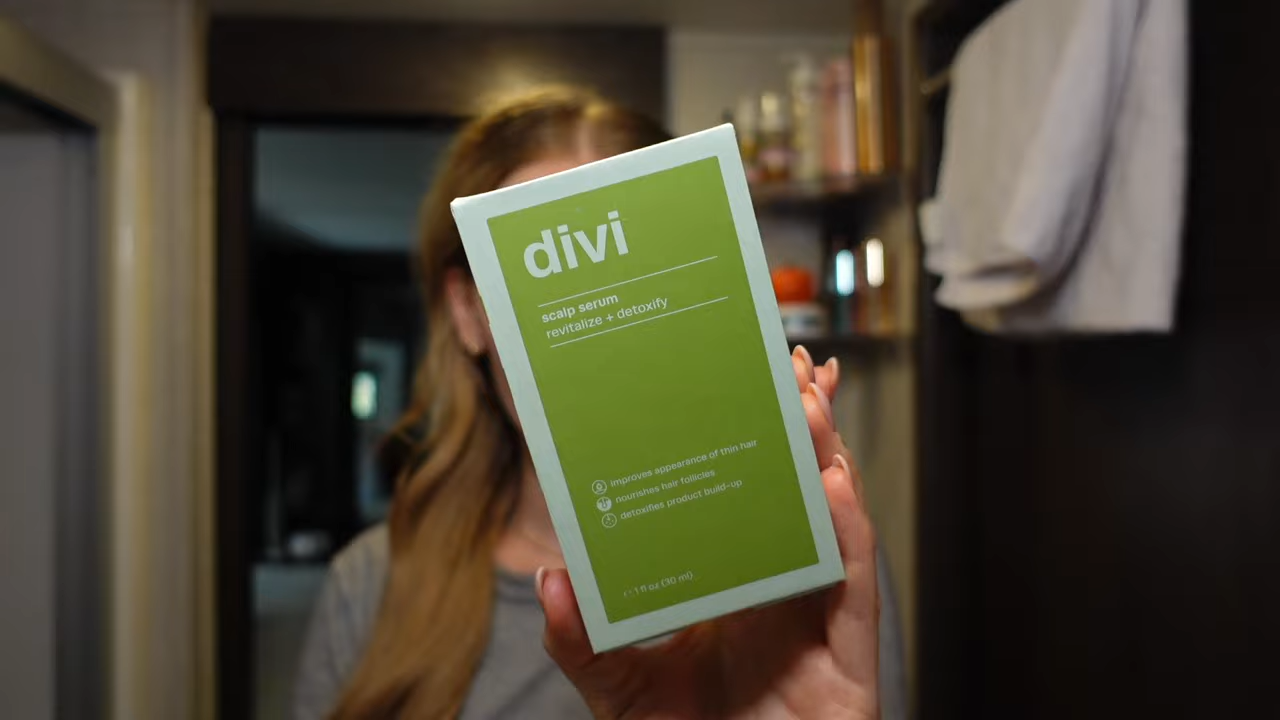 divi
scalp serum
revitalize + detoxify
improves appearance of thin hair
nourishes hair follicles
detoxifies product build-up
e 1 fl oz (30 ml)